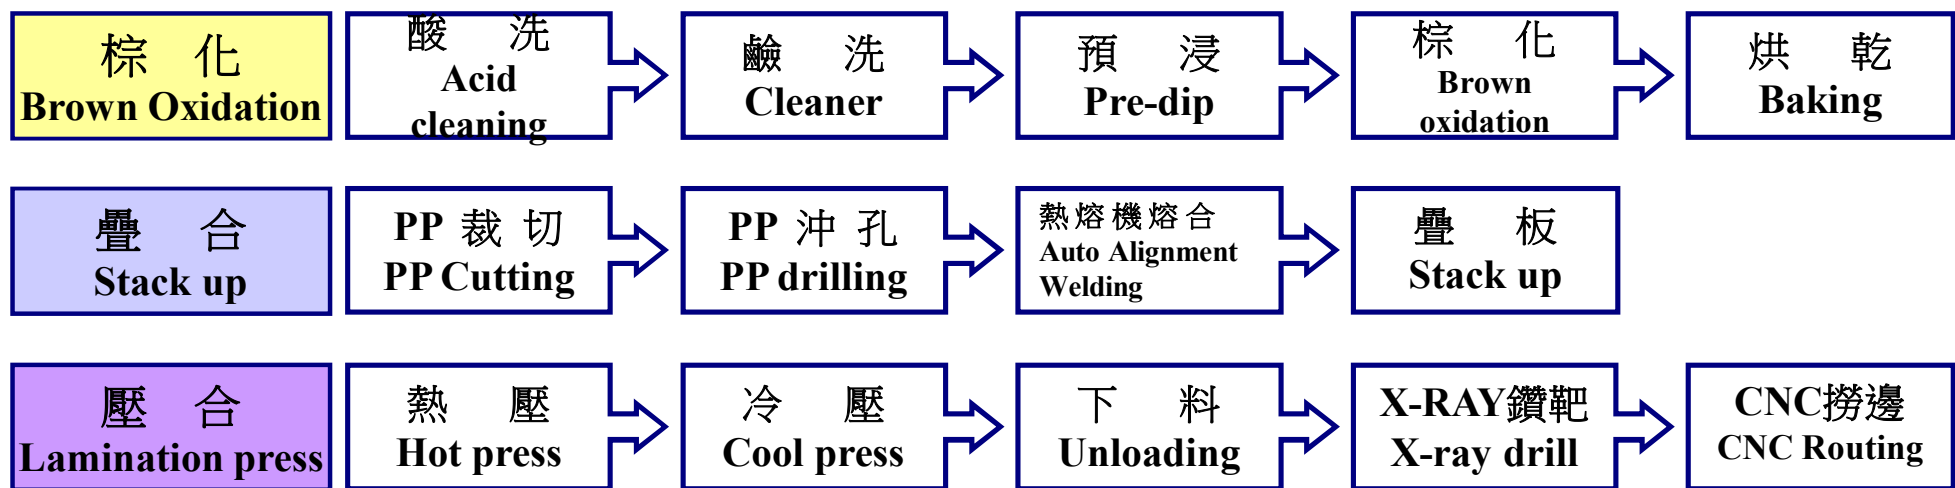 棕 化
Brown Oxidation
酸 洗
Acid
cleaning
鹼 洗
Cleaner
預 浸
Pre-dip
棕 化
Brown
oxidation
烘 乾
Baking
疊 合
Stack up
PP 裁 切
PP Cutting
PP 沖 孔
PP drilling
熱熔機熔合
Auto Alignment
Welding
疊 板
Stack up
壓 合
Lamination press
熱 壓
Hot press
冷 壓
Cool press
下 料
Unloading
X-RAY鑽靶
X-ray drill
CNC撈邊
CNC Routing